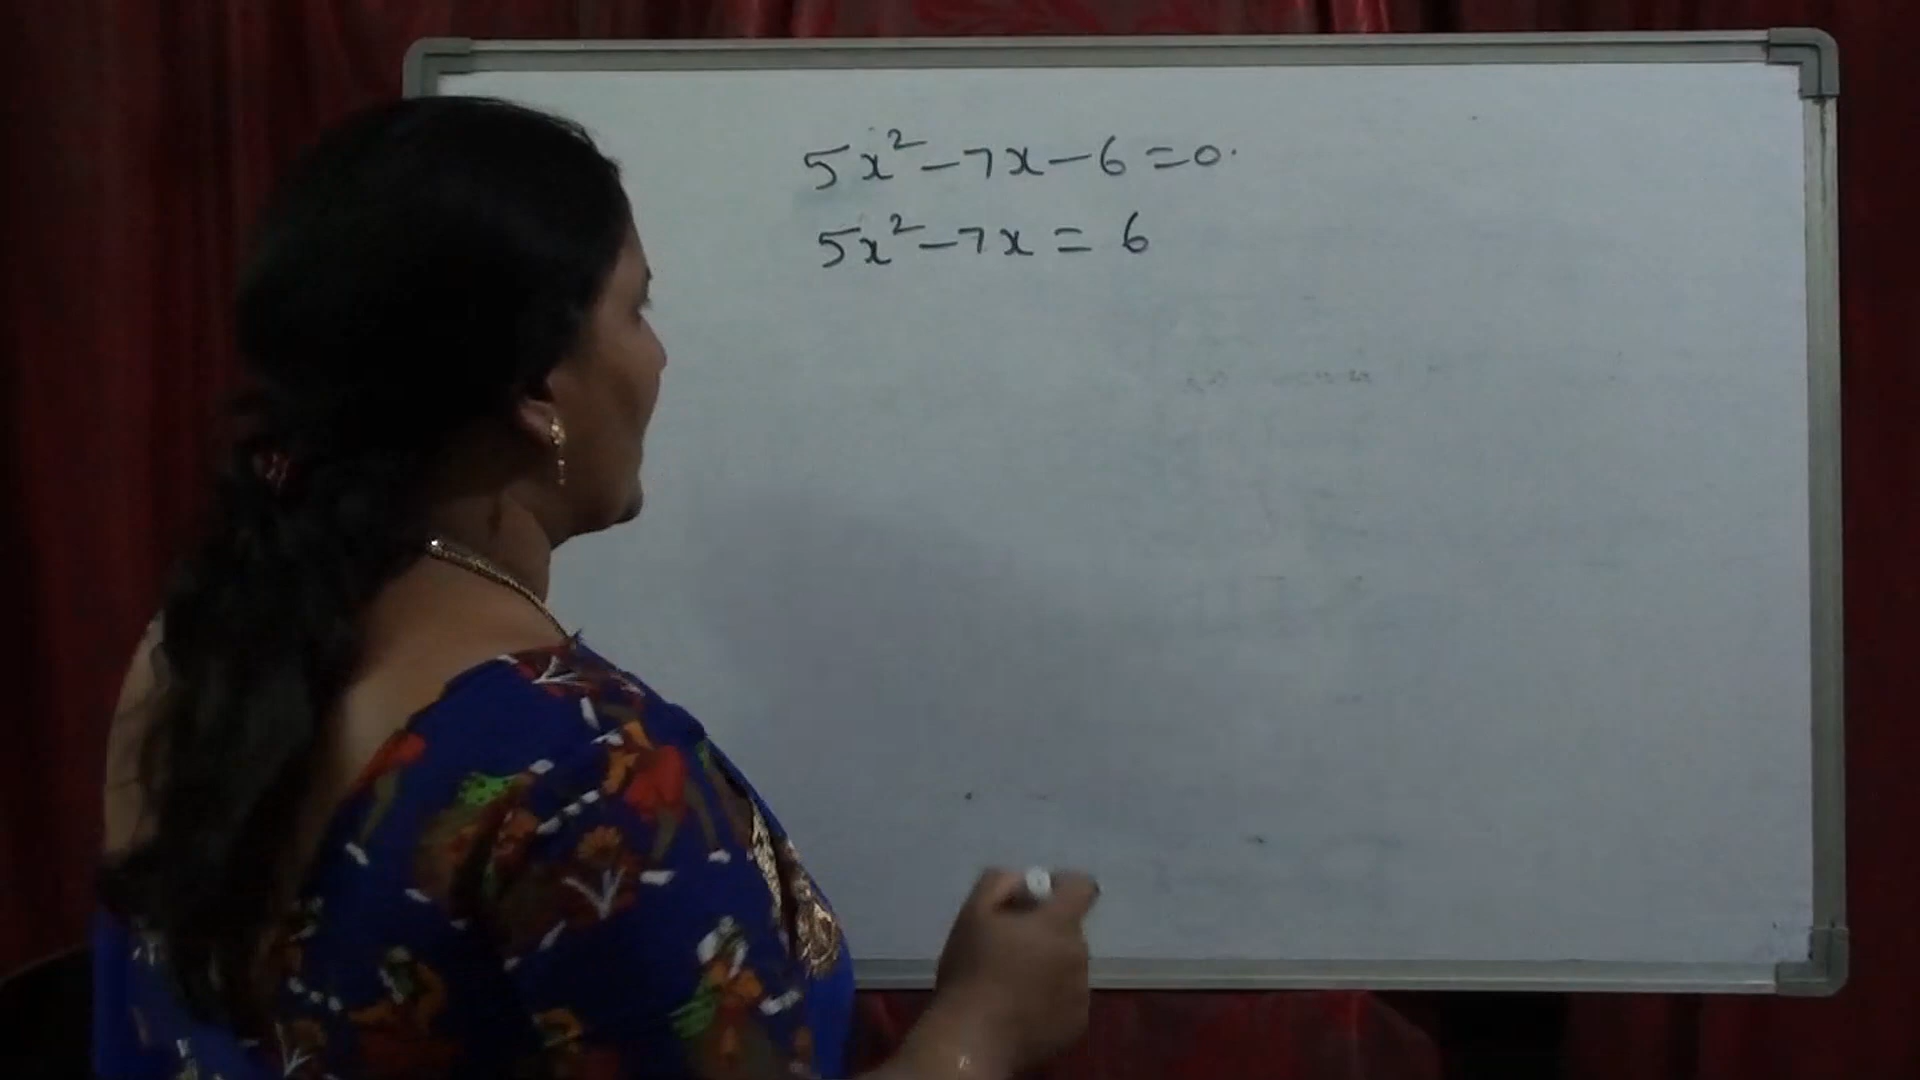 5x² - 7x - 6 = 0.
5x² - 7x = 6